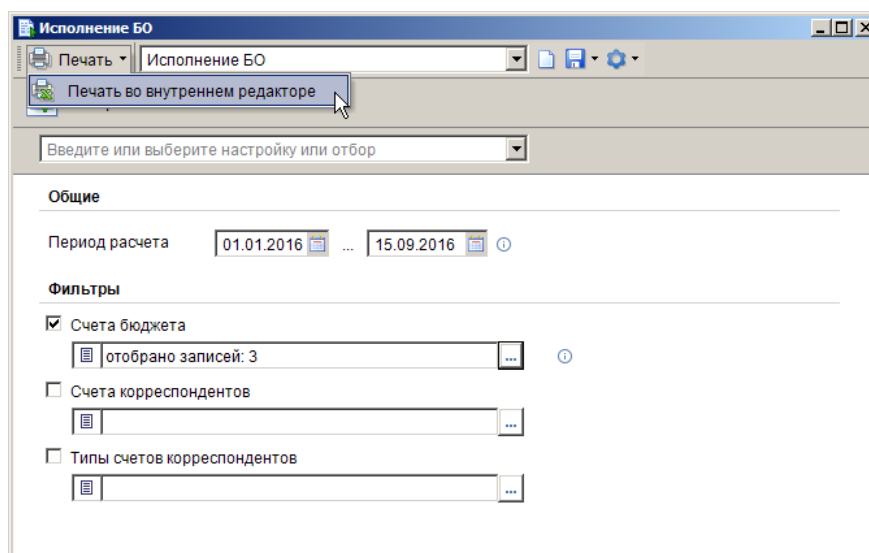 Исполнение БО
Печать Исполнение БО
Печать во внутреннем редакторе
Введите или выберите настройку или отбор
Общие
Период расчета 01.01.2016 ... 15.09.2016
Фильтры
Счета бюджета
отобрано записей: 3 ...
Счета корреспондентов
...
Типы счетов корреспондентов
...